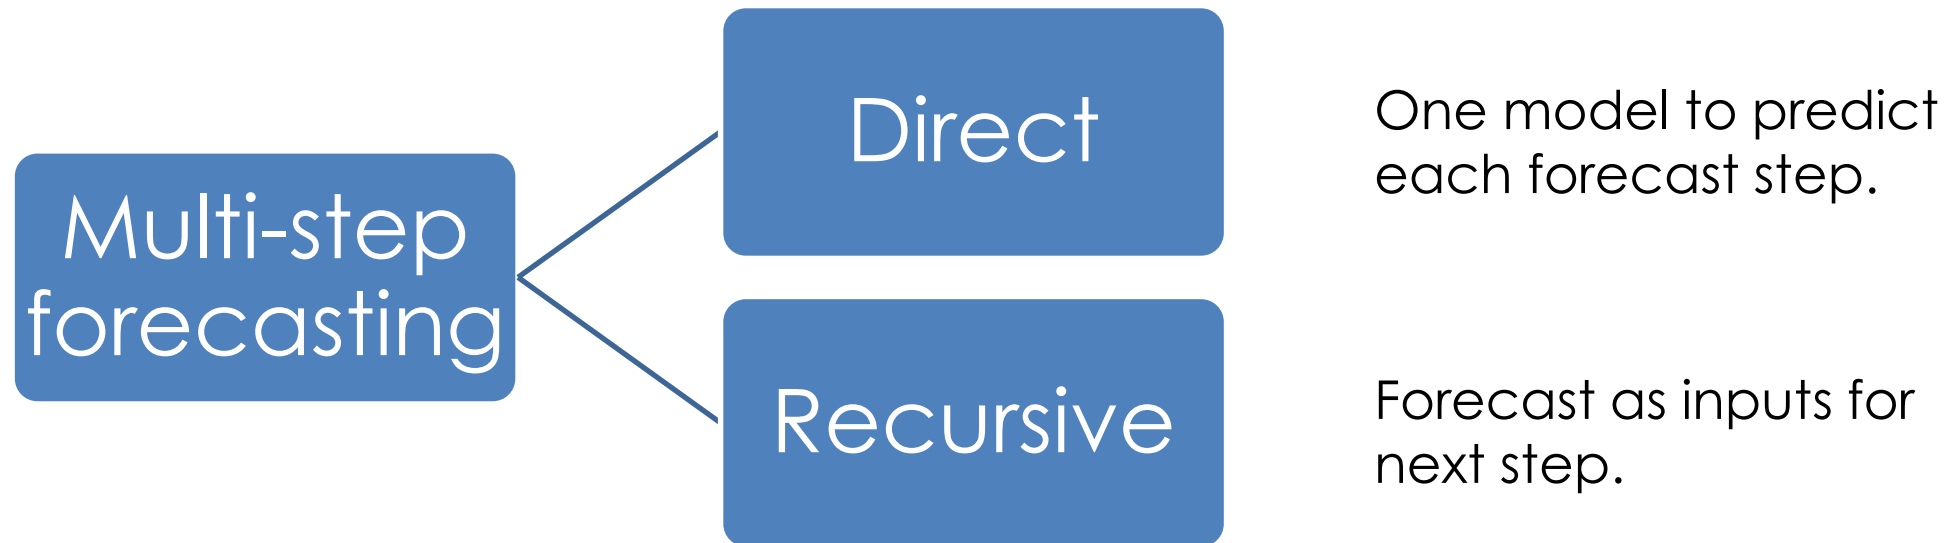 Multi-step
forecasting
Direct
One model to predict
each forecast step.
Recursive
Forecast as inputs for
next step.